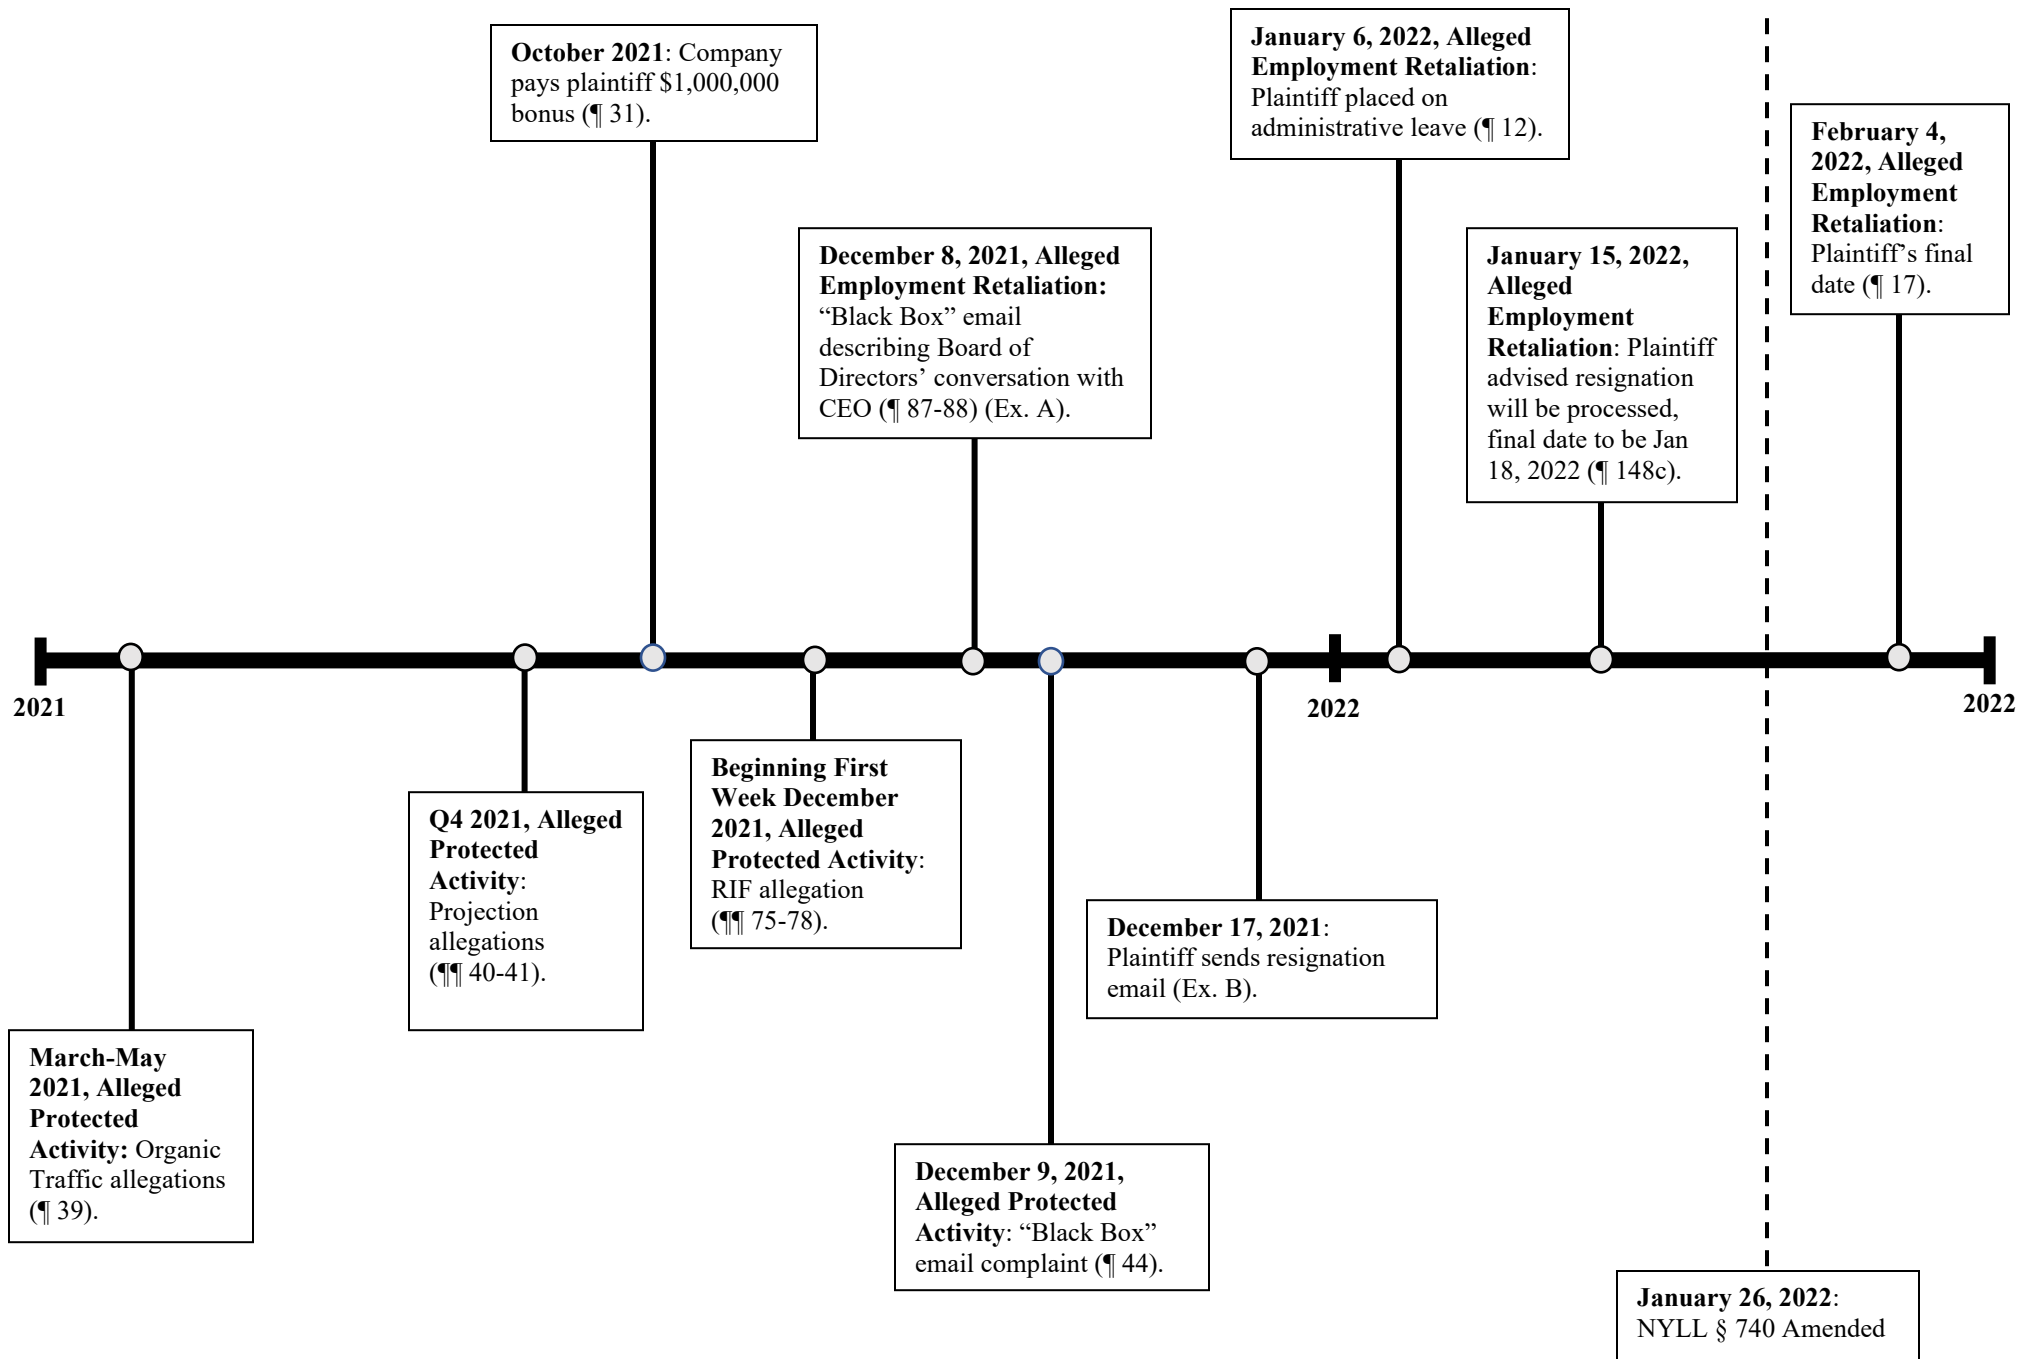 October 2021: Company
pays plaintiff $1,000,000
bonus (¶ 31).
January 6, 2022, Alleged
Employment Retaliation:
Plaintiff placed on
administrative leave (¶ 12).
February 4,
2022, Alleged
Employment
Retaliation:
Plaintiff’s final
date (¶ 17).
December 8, 2021, Alleged
Employment Retaliation:
“Black Box” email
describing Board of
Directors’ conversation with
CEO (¶ 87-88) (Ex. A).
January 15, 2022,
Alleged
Employment
Retaliation: Plaintiff
advised resignation
will be processed,
final date to be Jan
18, 2022 (¶ 148c).
2021
2022
2022
Beginning First
Week December
2021, Alleged
Protected Activity:
RIF allegation
(¶¶ 75-78).
Q4 2021, Alleged
Protected
Activity:
Projection
allegations
(¶¶ 40-41).
December 17, 2021:
Plaintiff sends resignation
email (Ex. B).
March-May
2021, Alleged
Protected
Activity: Organic
Traffic allegations
(¶ 39).
December 9, 2021,
Alleged Protected
Activity: “Black Box”
email complaint (¶ 44).
January 26, 2022:
NYLL § 740 Amended